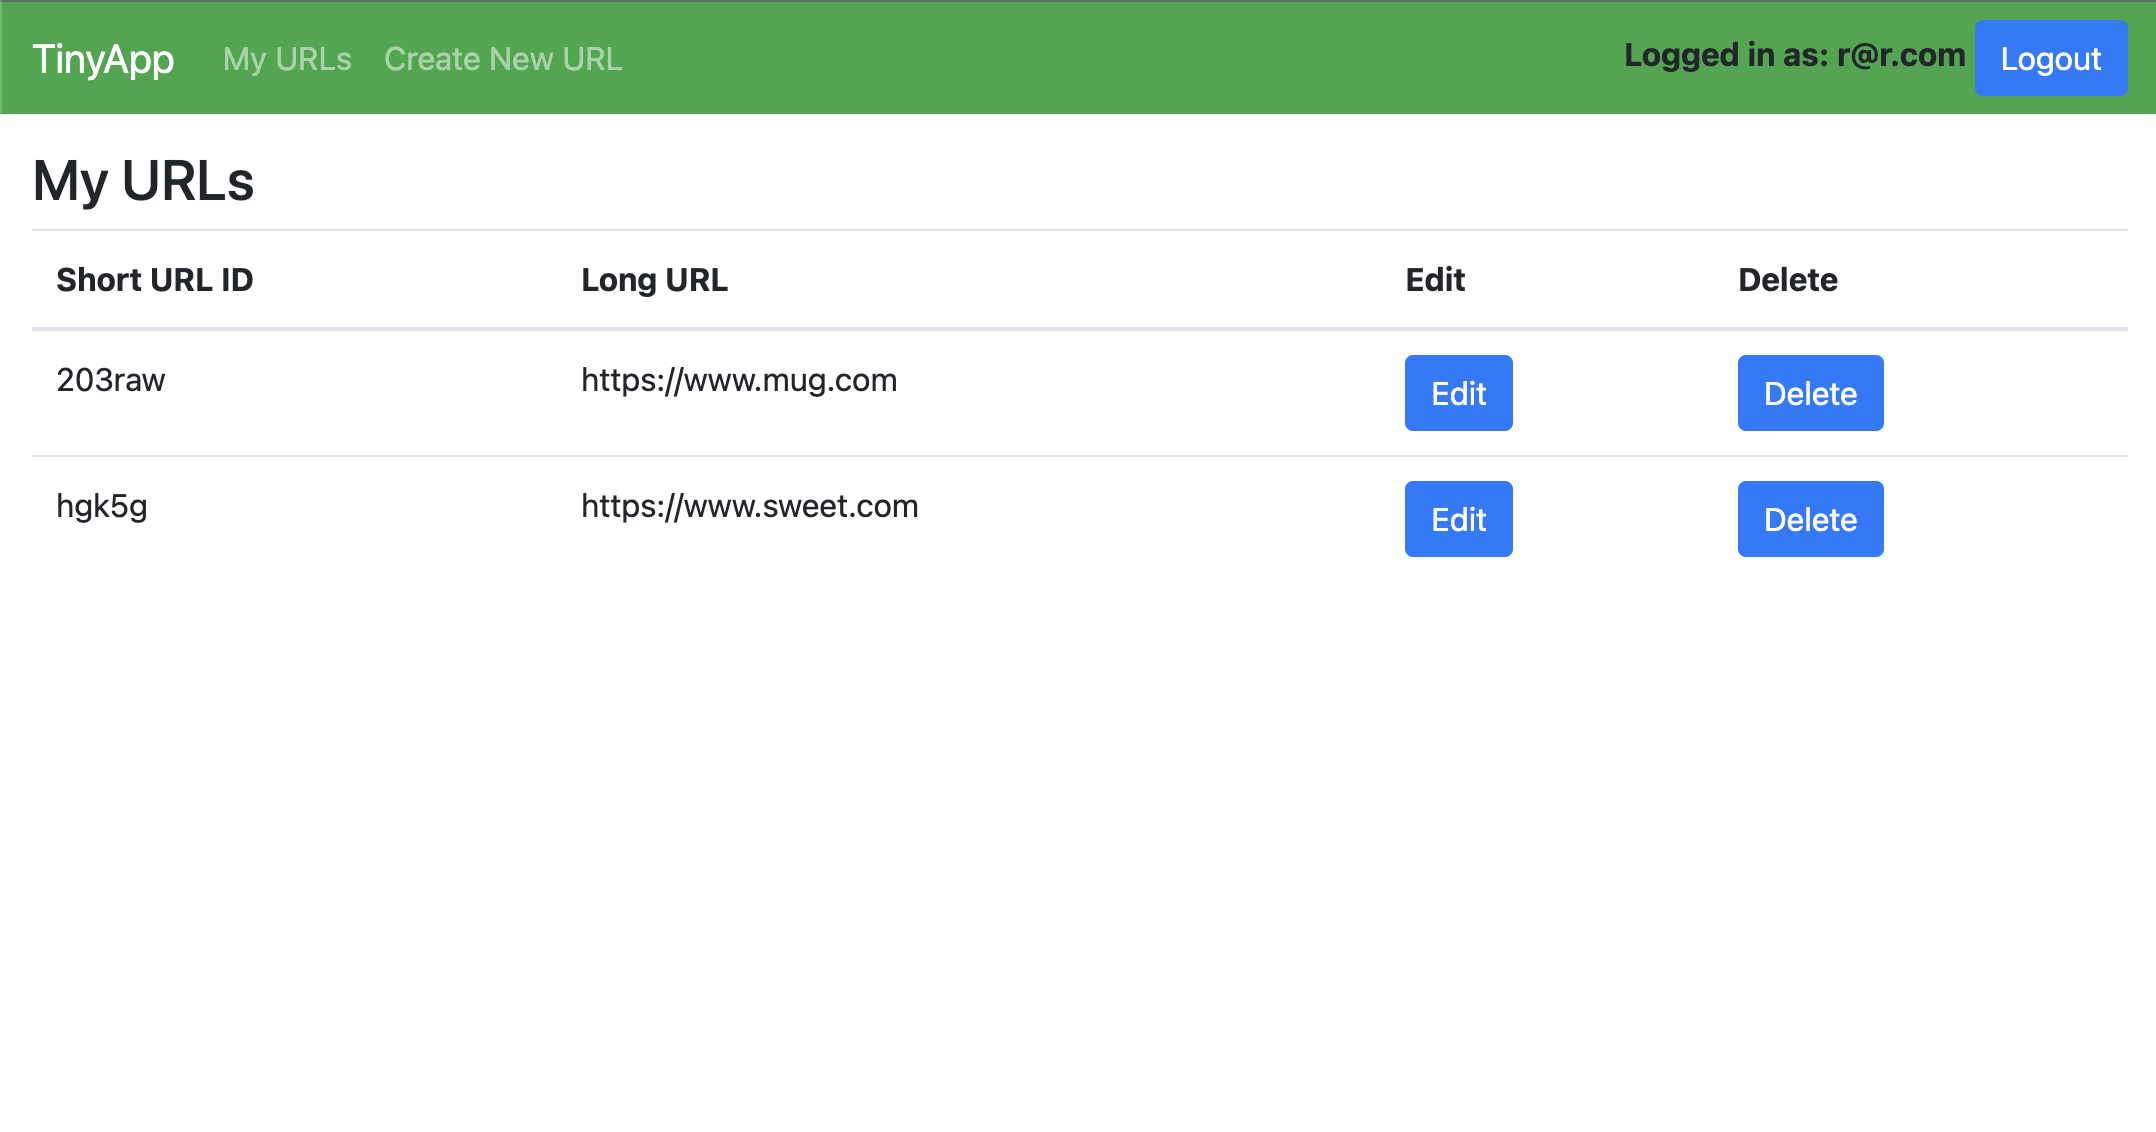 TinyApp My URLs Create New URL Logged in as: r@r.com Logout
My URLs
Short URL ID Long URL Edit Delete
203raw https://www.mug.com Edit Delete
hgk5g https://www.sweet.com Edit Delete